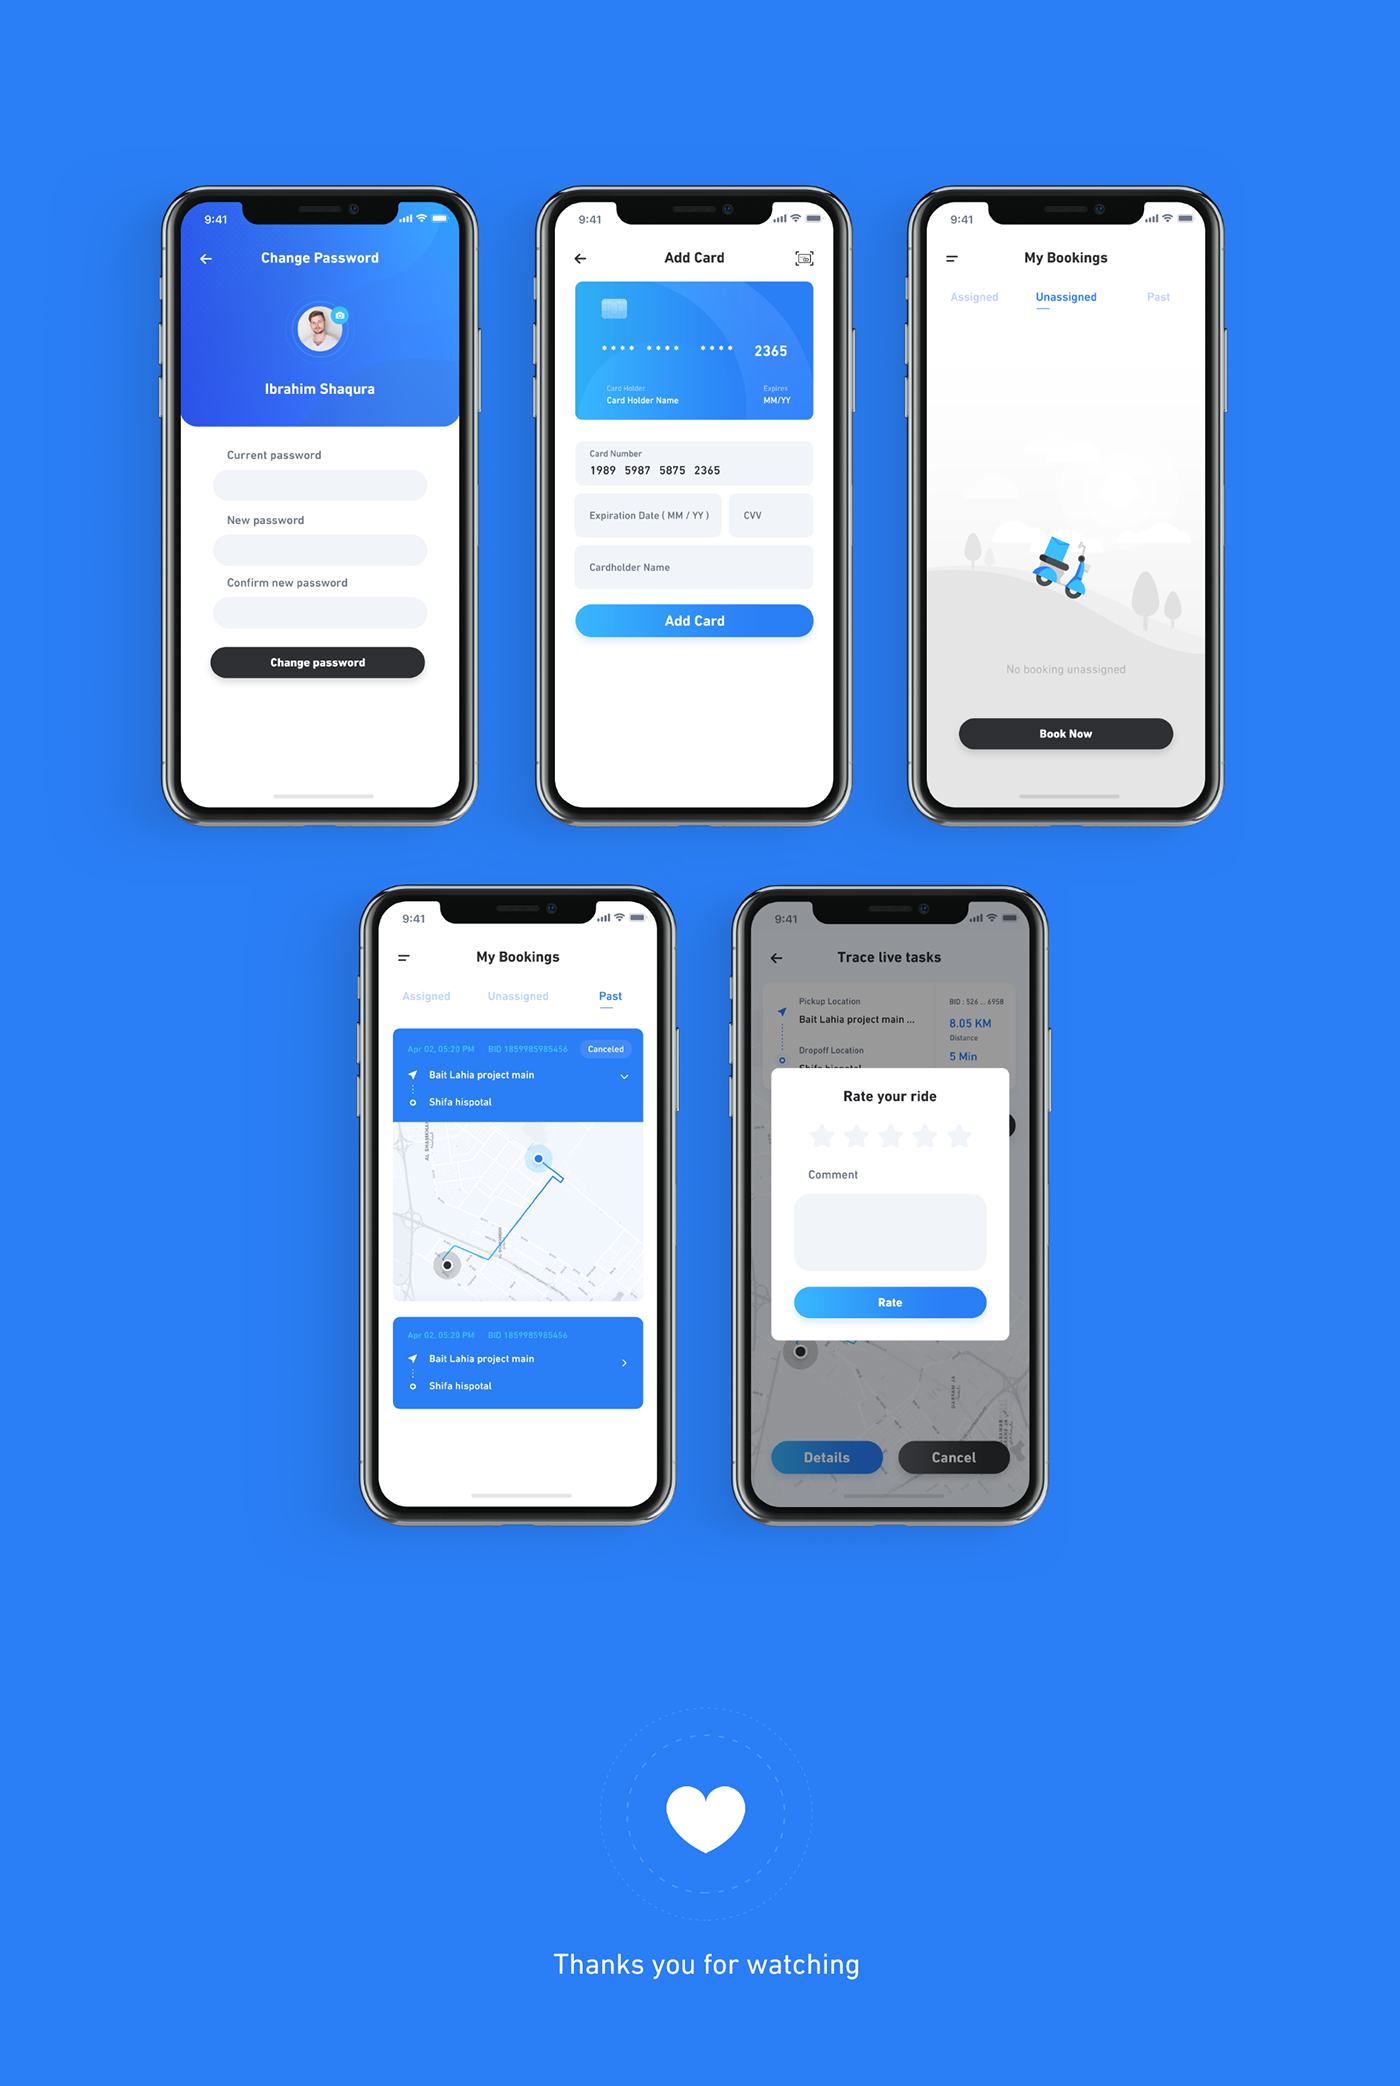 9:41
Change Password
Ibrahim Shaqura
Current password
New password
Confirm new password
Change password
9:41
Add Card
**** **** **** 2365
Card Holder
Expires
Card Holder Name
MM/YY
Card Number
1989 5987 5875 2365
Expiration Date ( MM / YY )
CVV
Cardholder Name
Add Card
9:41
My Bookings
Assigned
Unassigned
Past
No booking unassigned
Book Now
9:41
My Bookings
Assigned
Unassigned
Past
Apr 02, 05:20 PM
BID 1859985985456
Canceled
Bait Lahia project main
Shifa hispotal
Apr 02, 05:20 PM
BID 1859985985456
Bait Lahia project main
Shifa hispotal
9:41
Trace live tasks
Pickup Location
BID : 526 ... 6958
Bait Lahia project main ...
8.05 KM
Distance
Dropoff Location
5 Min
Shifa hispotal
Rate your ride
Comment
Rate
Details
Cancel
Thanks you for watching